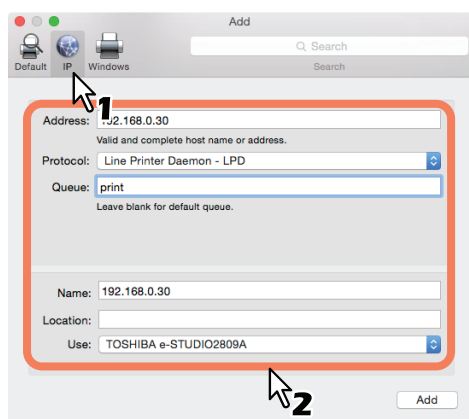 Add
Search
Default IP Windows
Search
1
Address: 192.168.0.30
Valid and complete host name or address.
Protocol: Line Printer Daemon - LPD
Queue: print
Leave blank for default queue.
Name: 192.168.0.30
Location:
Use: TOSHIBA e-STUDIO2809A
2
Add